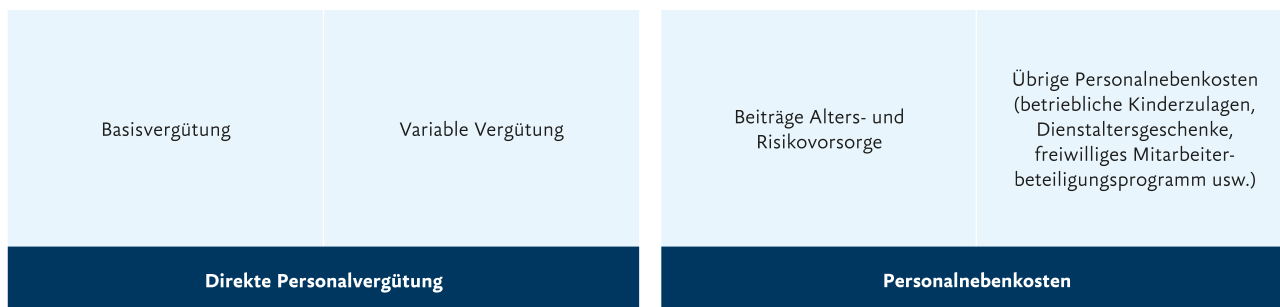 Basisvergütung
Variable Vergütung
Beiträge Alters- und
Risikovorsorge
Übrige Personalnebenkosten
(betriebliche Kinderzulagen,
Dienstaltersgeschenke,
freiwilliges Mitarbeiter-
beteiligungsprogramm usw.)
Direkte Personalvergütung
Personalnebenkosten